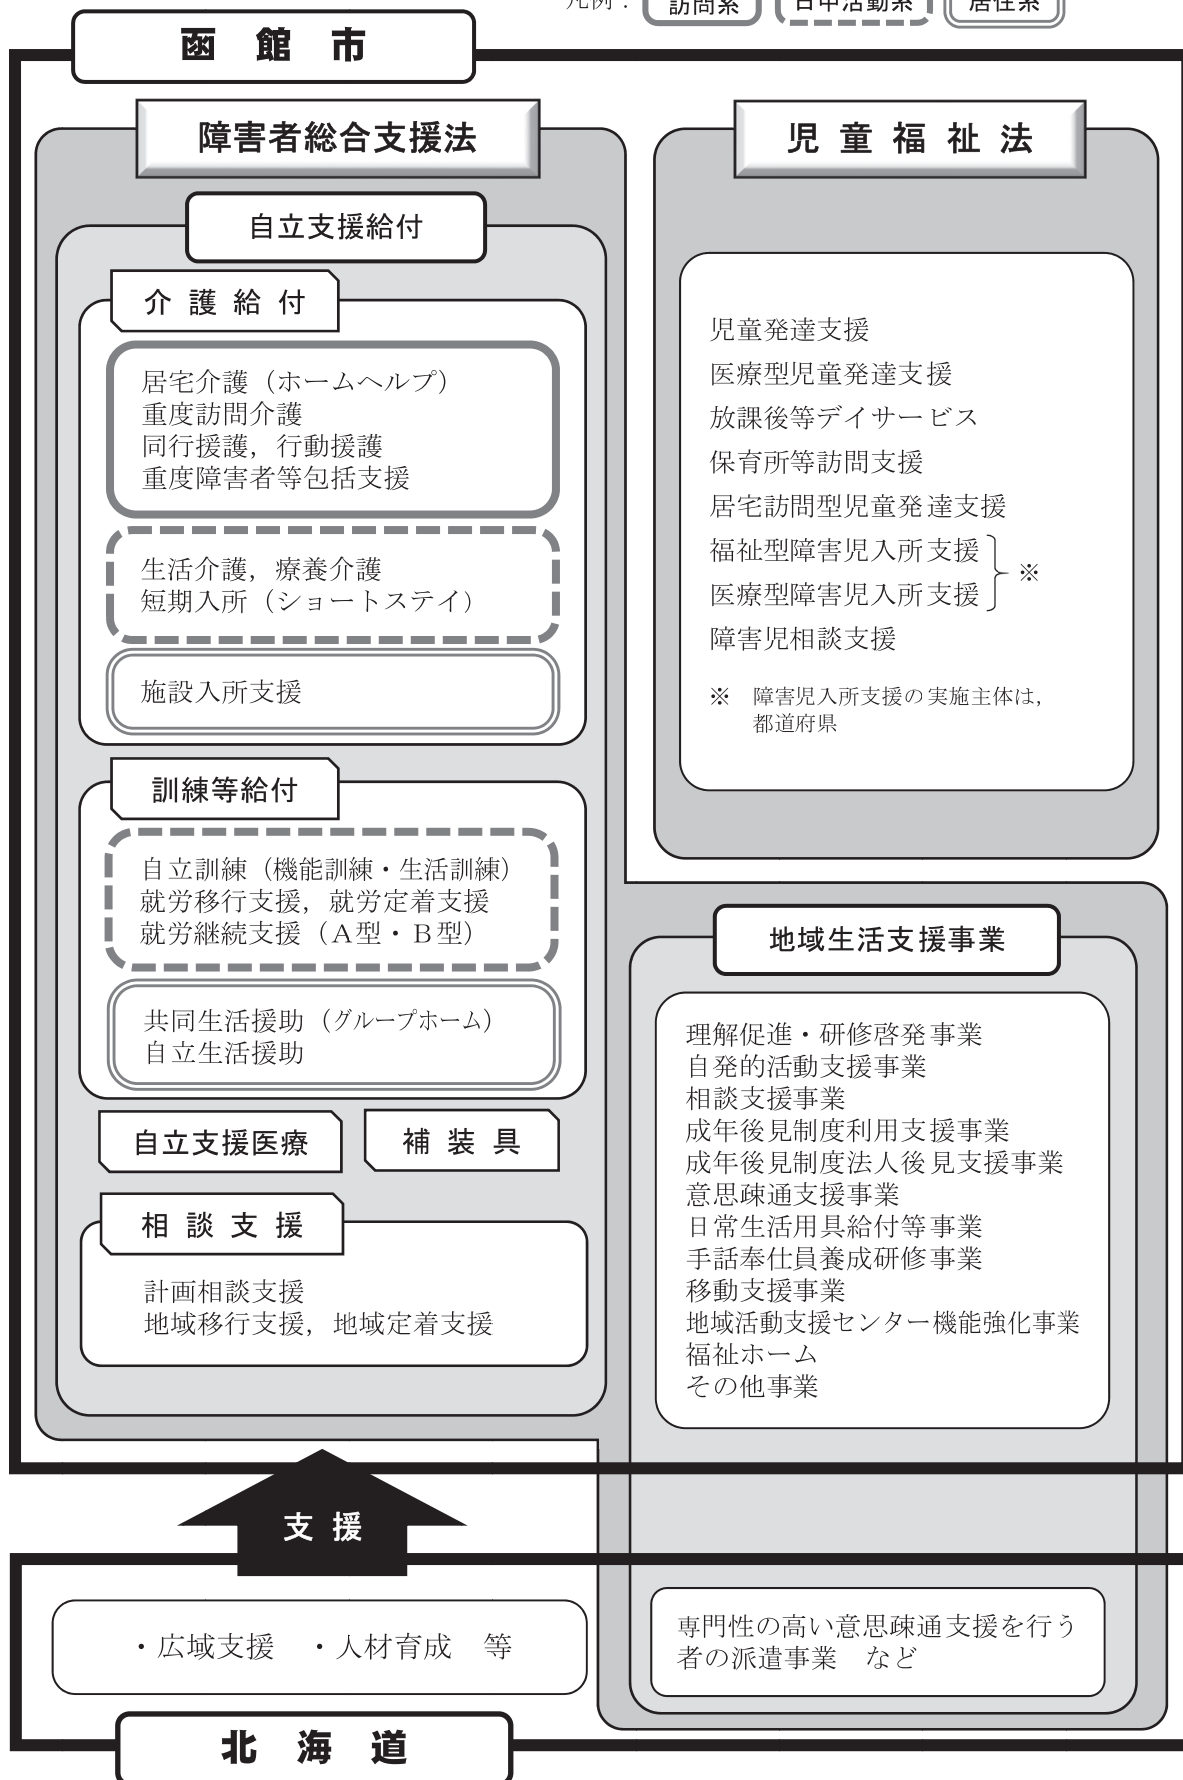 凡例： 訪問系 日中活動系 居住系
函館市
障害者総合支援法
自立支援給付
介護給付
居宅介護（ホームヘルプ）
重度訪問介護
同行援護，行動援護
重度障害者等包括支援
生活介護，療養介護
短期入所（ショートステイ）
施設入所支援
訓練等給付
自立訓練（機能訓練・生活訓練）
就労移行支援，就労定着支援
就労継続支援（Ａ型・Ｂ型）
共同生活援助（グループホーム）
自立生活援助
自立支援医療
補装具
相談支援
計画相談支援
地域移行支援，地域定着支援
児童福祉法
児童発達支援
医療型児童発達支援
放課後等デイサービス
保育所等訪問支援
居宅訪問型児童発達支援
福祉型障害児入所支援
医療型障害児入所支援
※
障害児相談支援
※　障害児入所支援の実施主体は，
都道府県
地域生活支援事業
理解促進・研修啓発事業
自発的活動支援事業
相談支援事業
成年後見制度利用支援事業
成年後見制度法人後見支援事業
意思疎通支援事業
日常生活用具給付等事業
手話奉仕員養成研修事業
移動支援事業
地域活動支援センター機能強化事業
福祉ホーム
その他事業
支援
・広域支援　・人材育成　等
専門性の高い意思疎通支援を行う
者の派遣事業　など
北海道